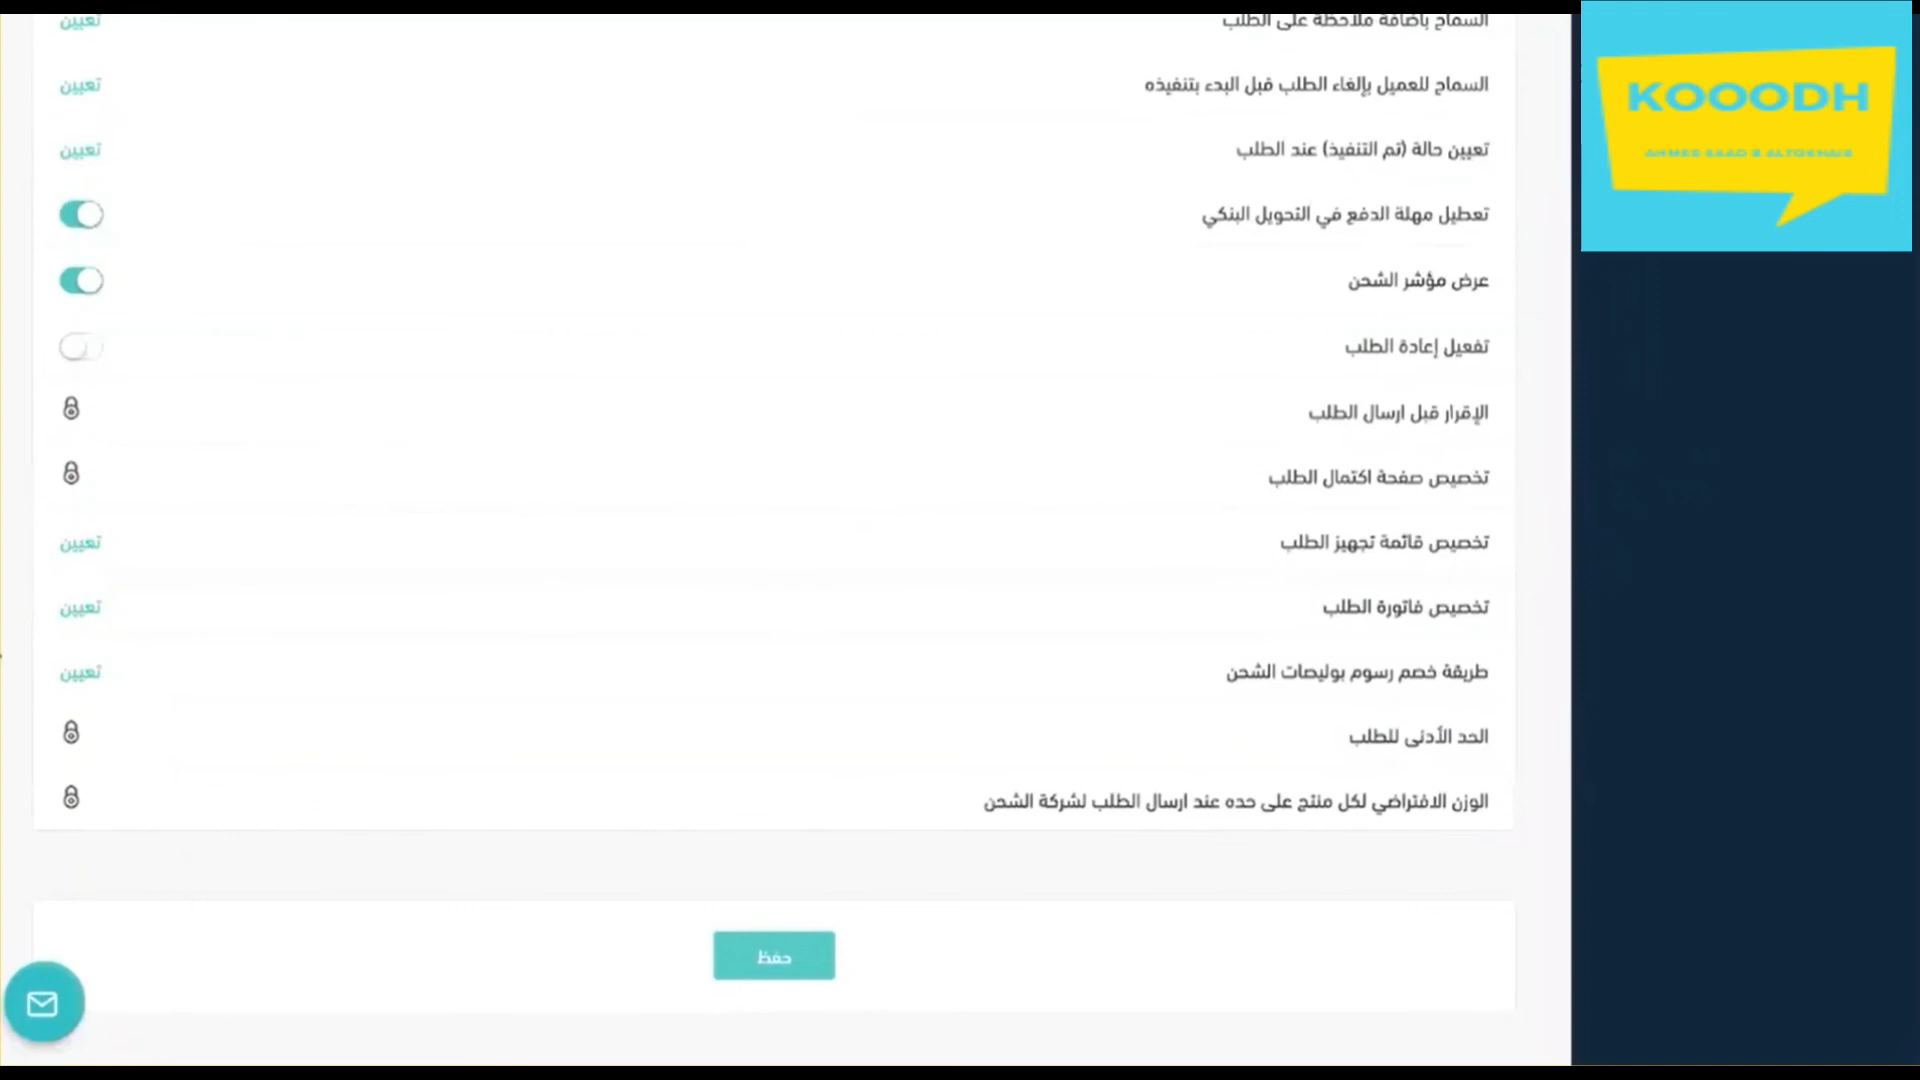 السماح بإضافة ملاحظة على الطلب
تعيين
السماح للعميل بإلغاء الطلب قبل البدء بتنفيذه
تعيين
تعيين حالة (تم التنفيذ) عند الطلب
تعيين
تعطيل مهلة الدفع في التحويل البنكي
عرض مؤشر الشحن
تفعيل إعادة الطلب
الإقرار قبل ارسال الطلب
تخصيص صفحة اكتمال الطلب
تخصيص قائمة تجهيز الطلب
تعيين
تخصيص فاتورة الطلب
تعيين
طريقة خصم رسوم بوليصات الشحن
تعيين
الحد الأدنى للطلب
الوزن الافتراضي لكل منتج على حده عند ارسال الطلب لشركة الشحن
حفظ
KOOODH
AHMED SAAD